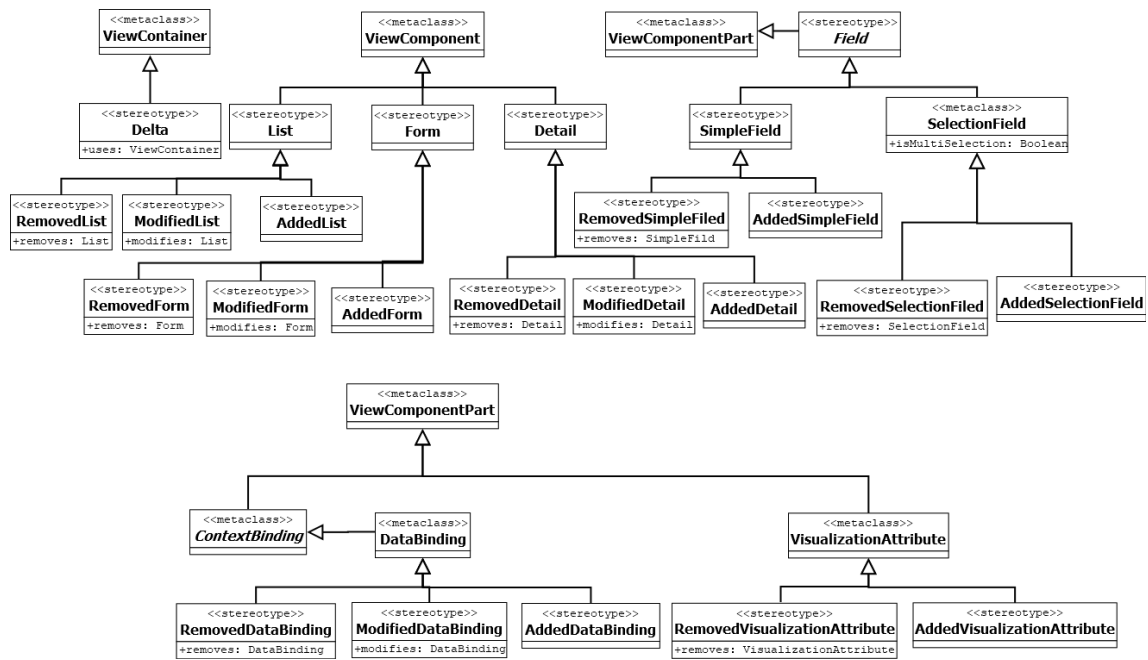 <<metaclass>>
ViewContainer
<<metaclass>>
ViewComponent
<<metaclass>>
ViewComponentPart
<<stereotype>>
Field
<<stereotype>>
Delta
+uses: ViewContainer
<<stereotype>>
List
<<stereotype>>
Form
<<stereotype>>
Detail
<<stereotype>>
SimpleField
<<metaclass>>
SelectionField
+isMultiSelection: Boolean
<<stereotype>>
RemovedList
+removes: List
<<stereotype>>
ModifiedList
+modifies: List
<<stereotype>>
AddedList
<<stereotype>>
RemovedSimpleFiled
+removes: SimpleFild
<<stereotype>>
AddedSimpleField
<<stereotype>>
RemovedForm
+removes: Form
<<stereotype>>
ModifiedForm
+modifies: Form
<<stereotype>>
AddedForm
<<stereotype>>
RemovedDetail
+removes: Detail
<<stereotype>>
ModifiedDetail
+modifies: Detail
<<stereotype>>
AddedDetail
<<stereotype>>
RemovedSelectionFiled
+removes: SelectionField
<<stereotype>>
AddedSelectionField
<<metaclass>>
ViewComponentPart
<<metaclass>>
ContextBinding
<<metaclass>>
DataBinding
<<metaclass>>
VisualizationAttribute
<<stereotype>>
RemovedDataBinding
+removes: DataBinding
<<stereotype>>
ModifiedDataBinding
+modifies: DataBinding
<<stereotype>>
AddedDataBinding
<<stereotype>>
RemovedVisualizationAttribute
+removes: VisualizationAttribute
<<stereotype>>
AddedVisualizationAttribute